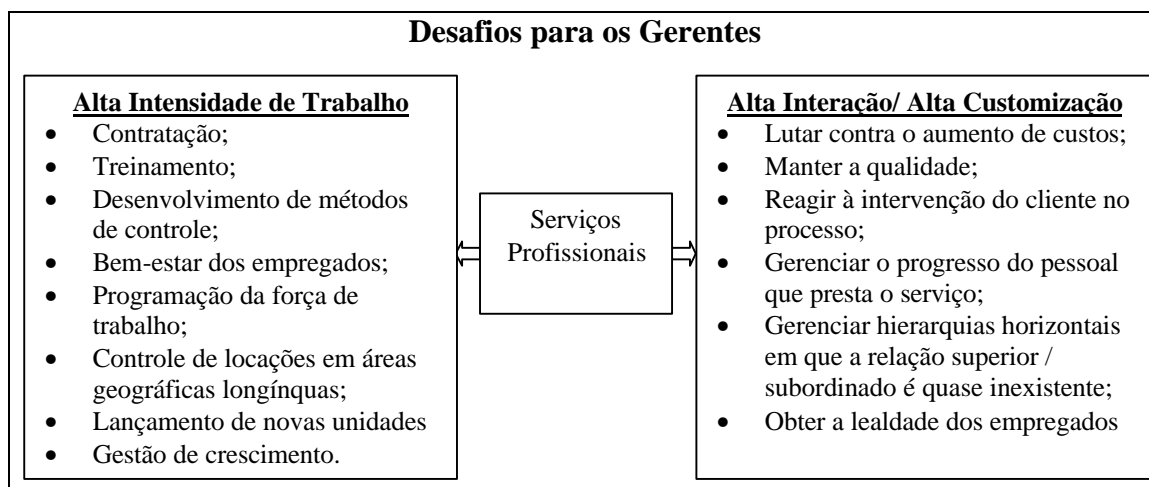 Desafios para os Gerentes
Alta Intensidade de Trabalho
• Contratação;
• Treinamento;
• Desenvolvimento de métodos
de controle;
• Bem-estar dos empregados;
• Programação da força de
trabalho;
• Controle de locações em áreas
geográficas longínquas;
• Lançamento de novas unidades
• Gestão de crescimento.
Serviços
Profissionais
Alta Interação/ Alta Customização
• Lutar contra o aumento de custos;
• Manter a qualidade;
• Reagir à intervenção do cliente no
processo;
• Gerenciar o progresso do pessoal
que presta o serviço;
• Gerenciar hierarquias horizontais
em que a relação superior /
subordinado é quase inexistente;
• Obter a lealdade dos empregados